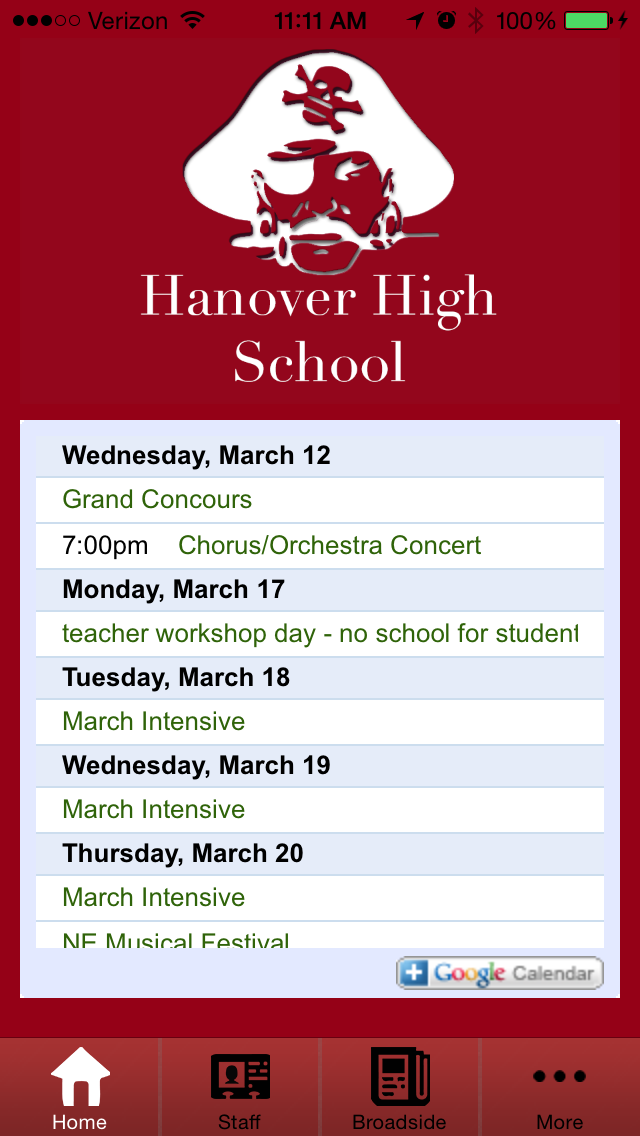 Verizon 11:11 AM 100%
Hanover High
School
Wednesday, March 12
Grand Concours
7:00pm Chorus/Orchestra Concert
Monday, March 17
teacher workshop day - no school for student
Tuesday, March 18
March Intensive
Wednesday, March 19
March Intensive
Thursday, March 20
March Intensive
NE Musical Festival
Google Calendar
Home Staff Broadside More